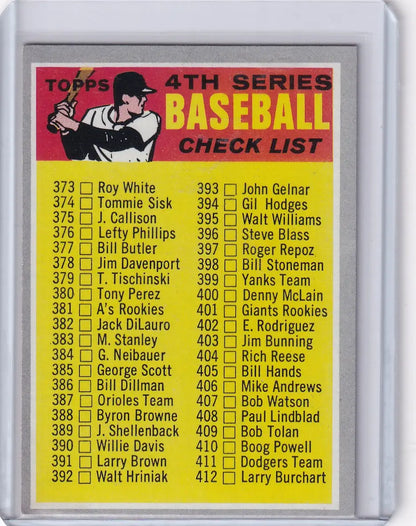 TOPPS
4TH SERIES
BASEBALL
CHECK LIST
373 Roy White
374 Tommie Sisk
375 J. Callison
376 Lefty Phillips
377 Bill Butler
378 Jim Davenport
379 T. Tischinski
380 Tony Perez
381 A's Rookies
382 Jack DiLauro
383 M. Stanley
384 G. Neibauer
385 George Scott
386 Bill Dillman
387 Orioles Team
388 Byron Browne
389 J. Shellenback
390 Willie Davis
391 Larry Brown
392 Walt Hriniak
393 John Gelnar
394 Gil Hodges
395 Walt Williams
396 Steve Blass
397 Roger Repoz
398 Bill Stoneman
399 Yanks Team
400 Denny McLain
401 Giants Rookies
402 E. Rodriguez
403 Jim Bunning
404 Rich Reese
405 Bill Hands
406 Mike Andrews
407 Bob Watson
408 Paul Lindblad
409 Bob Tolan
410 Boog Powell
411 Dodgers Team
412 Larry Burchart